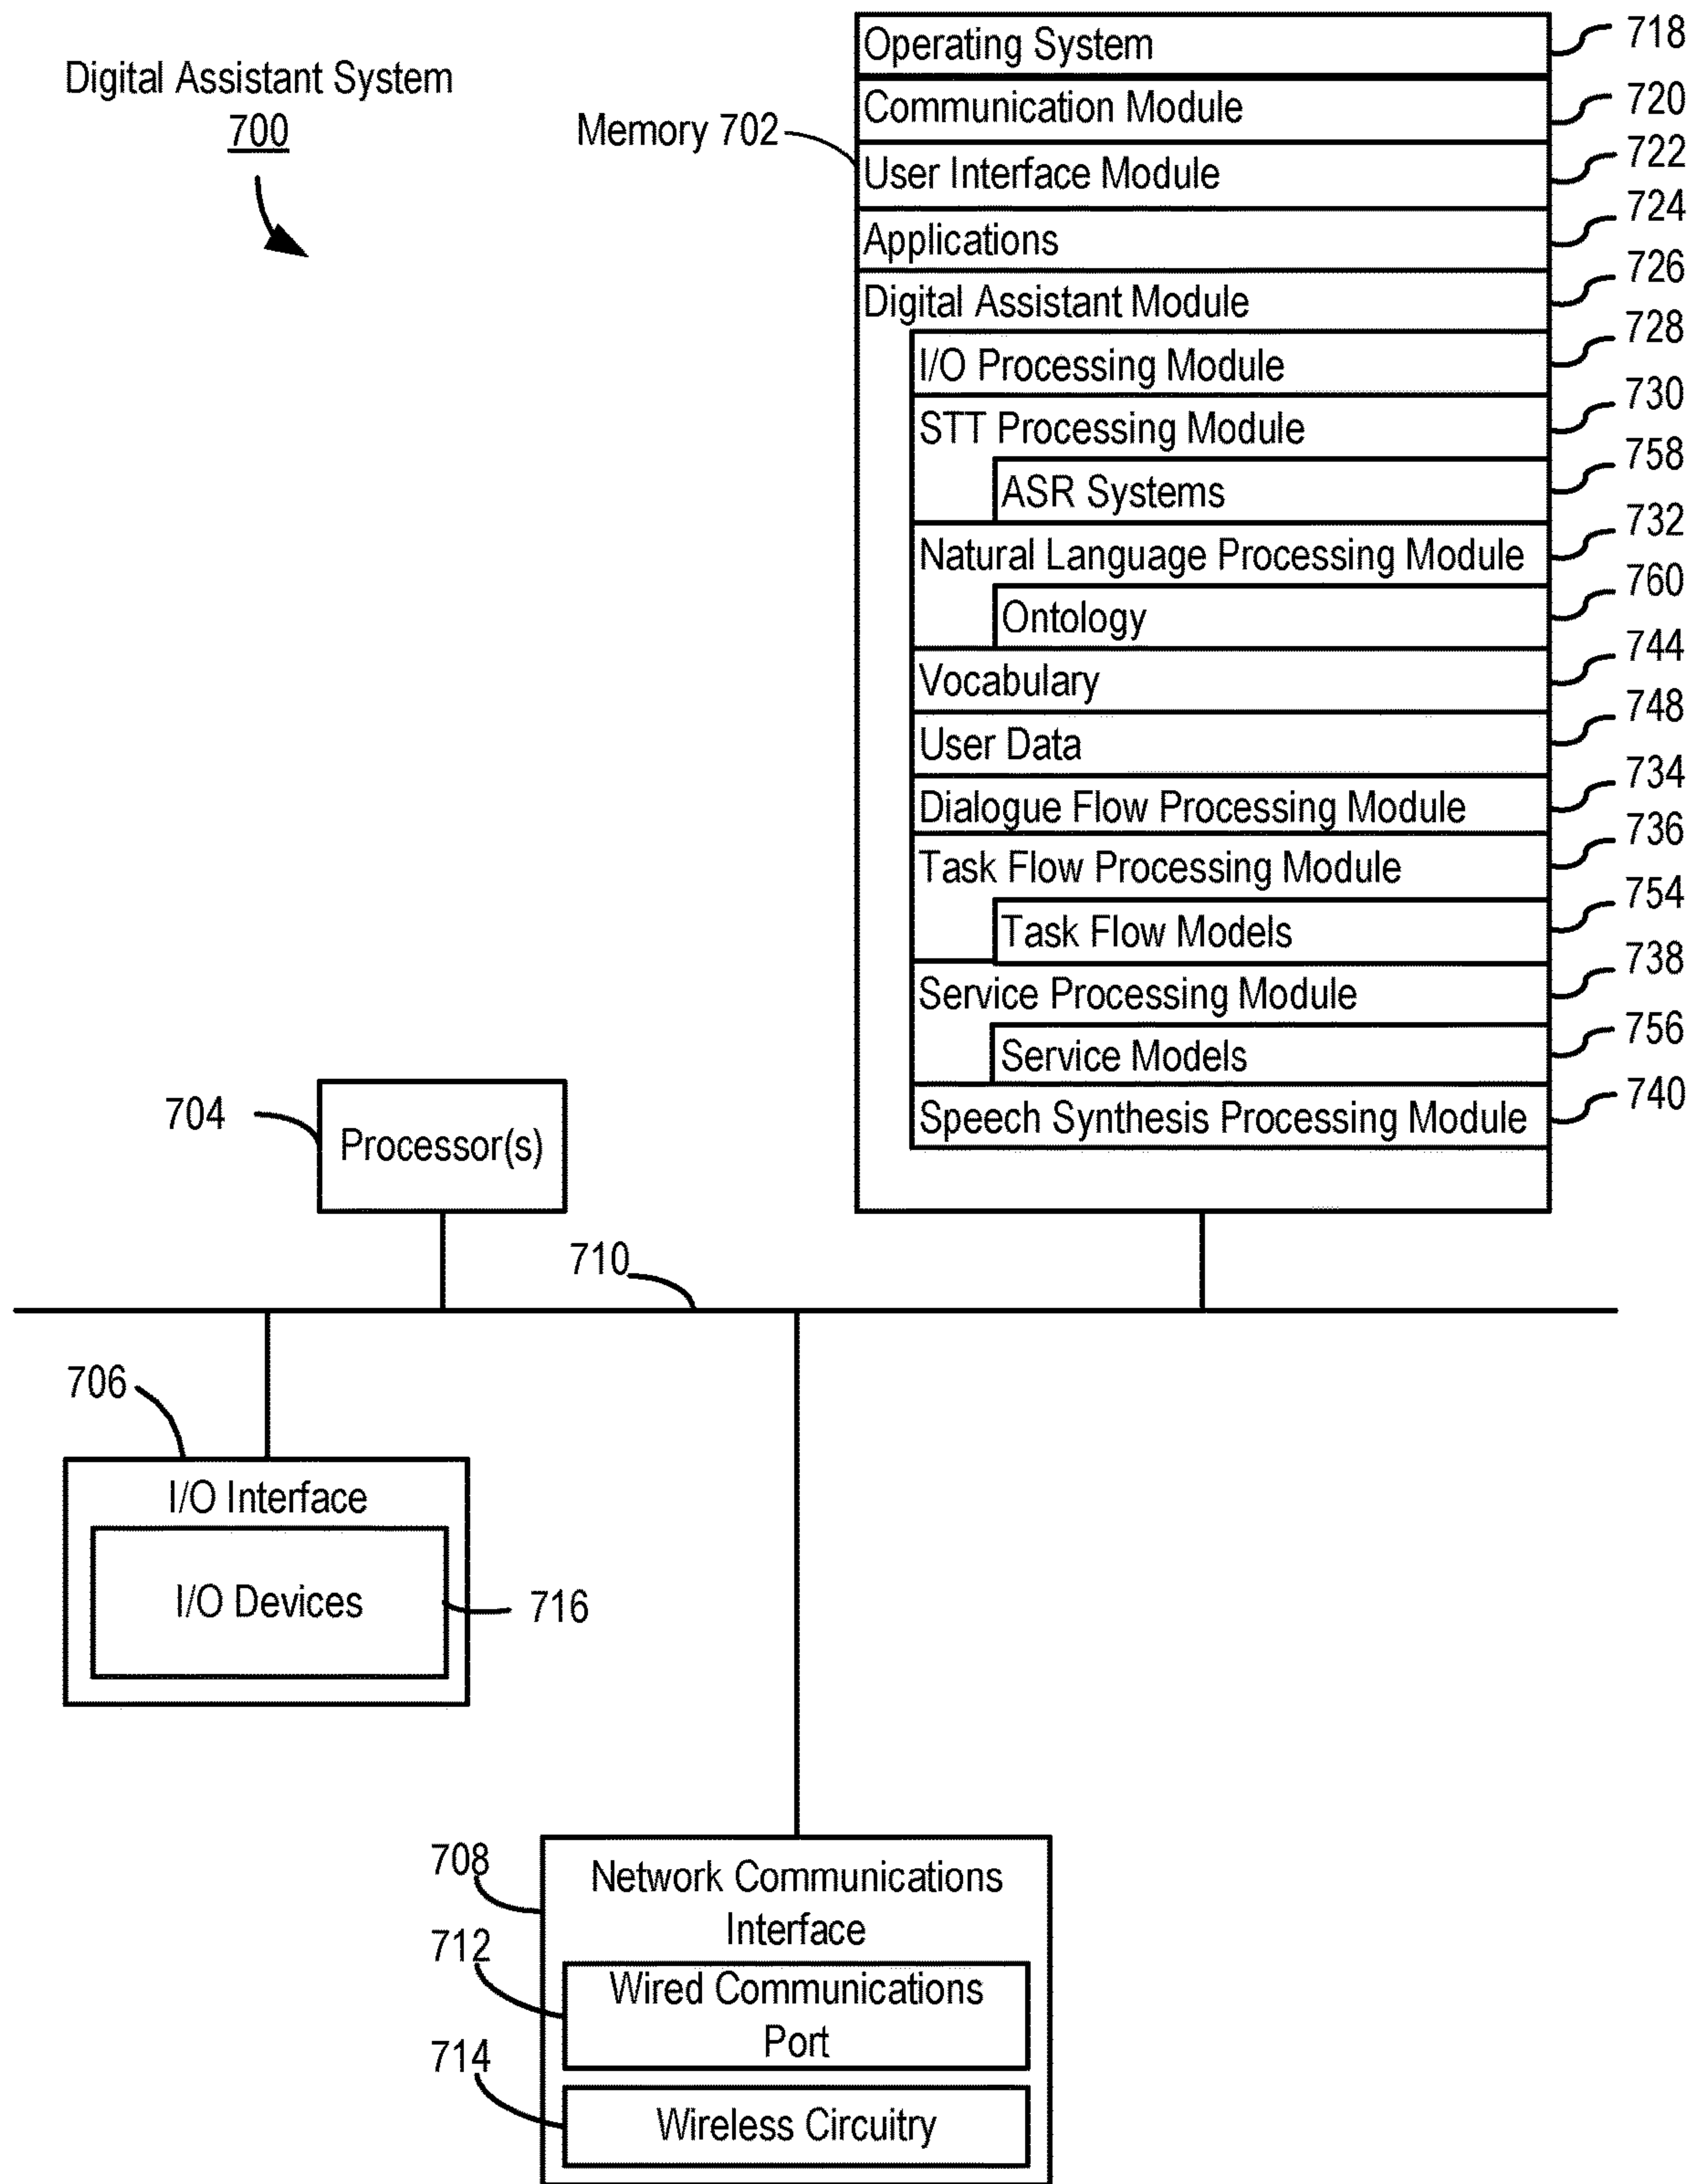 Digital Assistant System
700
Memory 702
Operating System 718
Communication Module 720
User Interface Module 722
Applications 724
Digital Assistant Module 726
I/O Processing Module 728
STT Processing Module 730
ASR Systems 758
Natural Language Processing Module 732
Ontology 760
Vocabulary 744
User Data 748
Dialogue Flow Processing Module 734
Task Flow Processing Module 736
Task Flow Models 754
Service Processing Module 738
Service Models 756
Speech Synthesis Processing Module 740
704
Processor(s)
710
706
I/O Interface
I/O Devices
716
708
Network Communications
Interface
712
Wired Communications
Port
714
Wireless Circuitry